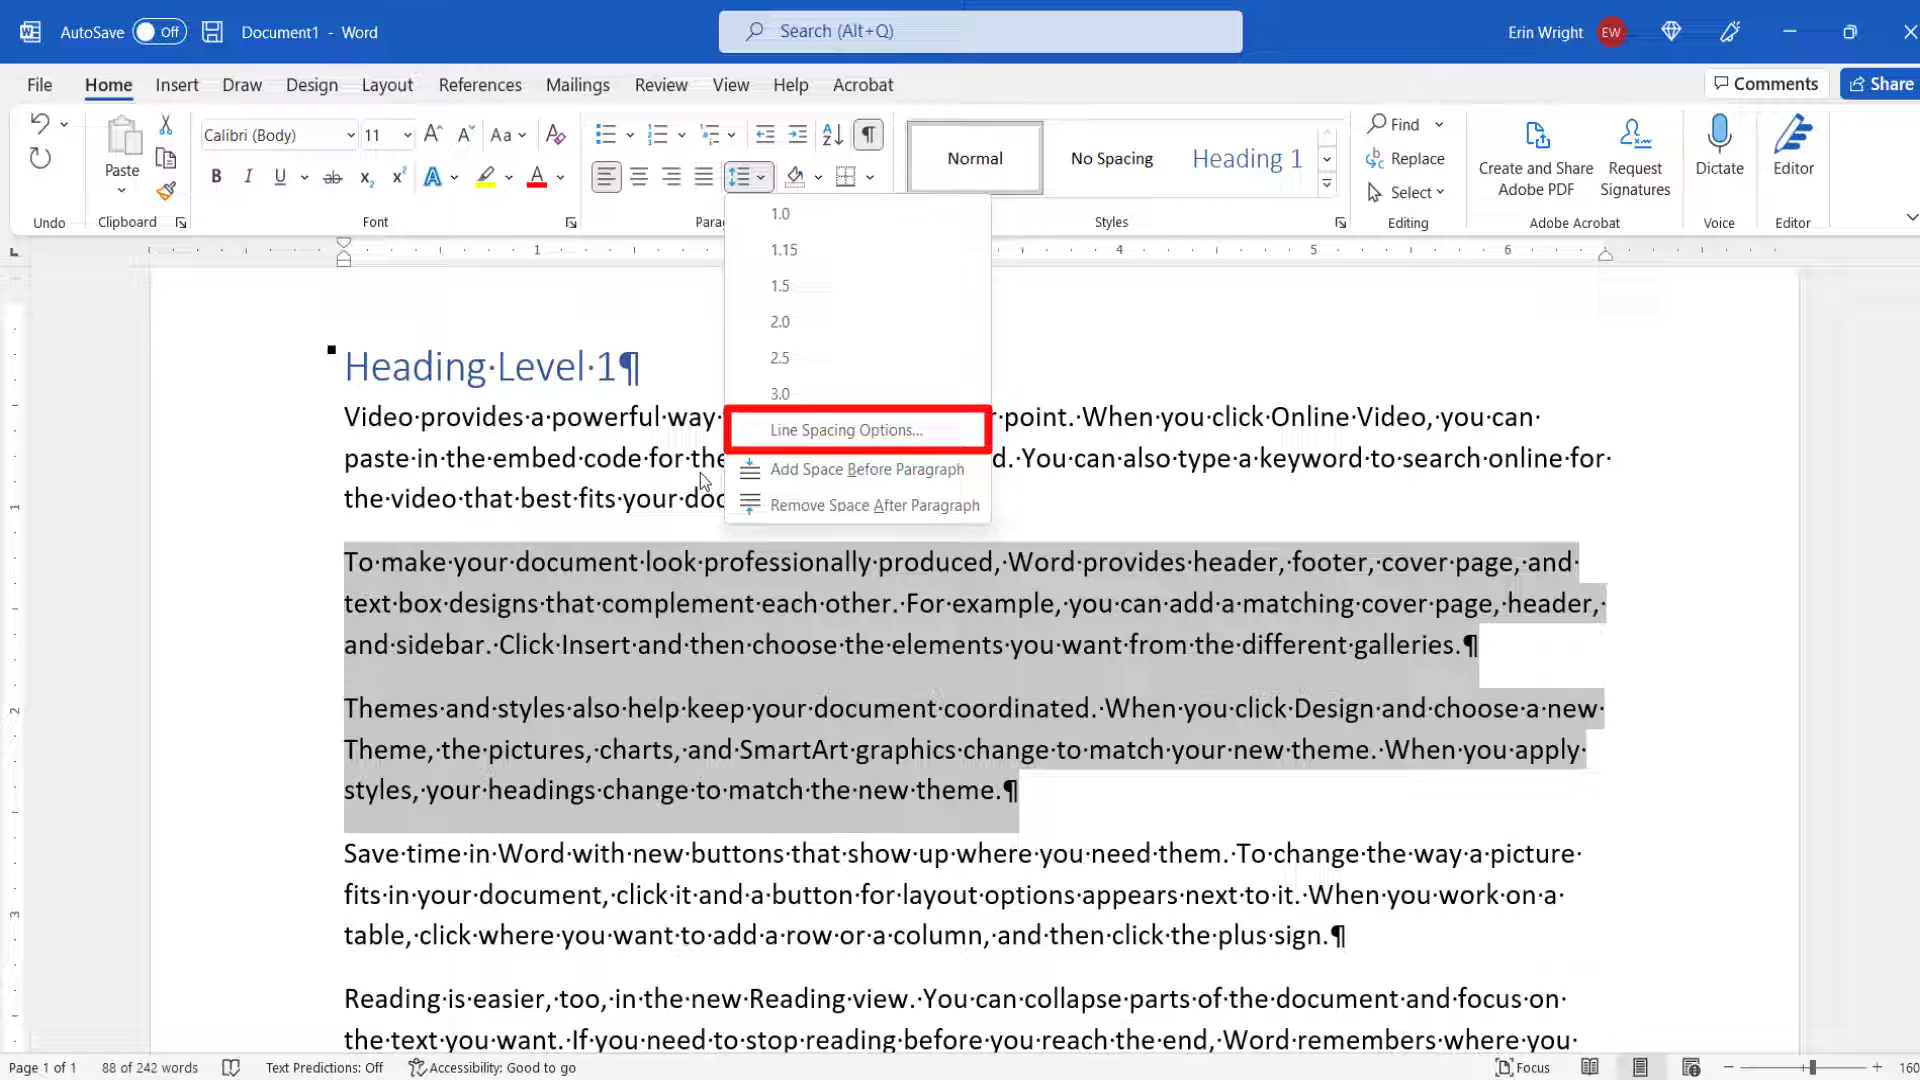 AutoSave Off Document1 - Word Search (Alt+Q) Erin Wright EW
File Home Insert Draw Design Layout References Mailings Review View Help Acrobat Comments Share
Calibri (Body) 11 Aa
Paste
B I U ab x₂ x² A A
Normal No Spacing Heading 1
Find
Replace
Select
Create and Share
Adobe PDF
Request
Signatures
Dictate
Editor
Undo Clipboard Font Styles Editing Adobe Acrobat Voice Editor
1 4 5 6
1.0
1.15
1.5
2.0
2.5
3.0
Line Spacing Options...
Add Space Before Paragraph
Remove Space After Paragraph
Heading·Level·1¶
Video·provides·a·powerful·way· point.·When·you·click·Online·Video,·you·can·
paste·in·the·embed·code·for·the ·You·can·also·type·a·keyword·to·search·online·for·
the·video·that·best·fits·your·doc
To·make·your·document·look·professionally·produced,·Word·provides·header,·footer,·cover·page,·and·
text·box·designs·that·complement·each·other.·For·example,·you·can·add·a·matching·cover·page,·header,·
and·sidebar.·Click·Insert·and·then·choose·the·elements·you·want·from·the·different·galleries.¶
Themes·and·styles·also·help·keep·your·document·coordinated.·When·you·click·Design·and·choose·a·new·
Theme,·the·pictures,·charts,·and·SmartArt·graphics·change·to·match·your·new·theme.·When·you·apply·
styles,·your·headings·change·to·match·the·new·theme.¶
Save·time·in·Word·with·new·buttons·that·show·up·where·you·need·them.·To·change·the·way·a·picture·
fits·in·your·document,·click·it·and·a·button·for·layout·options·appears·next·to·it.·When·you·work·on·a·
table,·click·where·you·want·to·add·a·row·or·a·column,·and·then·click·the·plus·sign.¶
Reading·is·easier,·too,·in·the·new·Reading·view.·You·can·collapse·parts·of·the·document·and·focus·on·
the·text·you·want.·If·you·need·to·stop·reading·before·you·reach·the·end,·Word·remembers·where·you·
Page 1 of 1 88 of 242 words Text Predictions: Off Accessibility: Good to go Focus 160